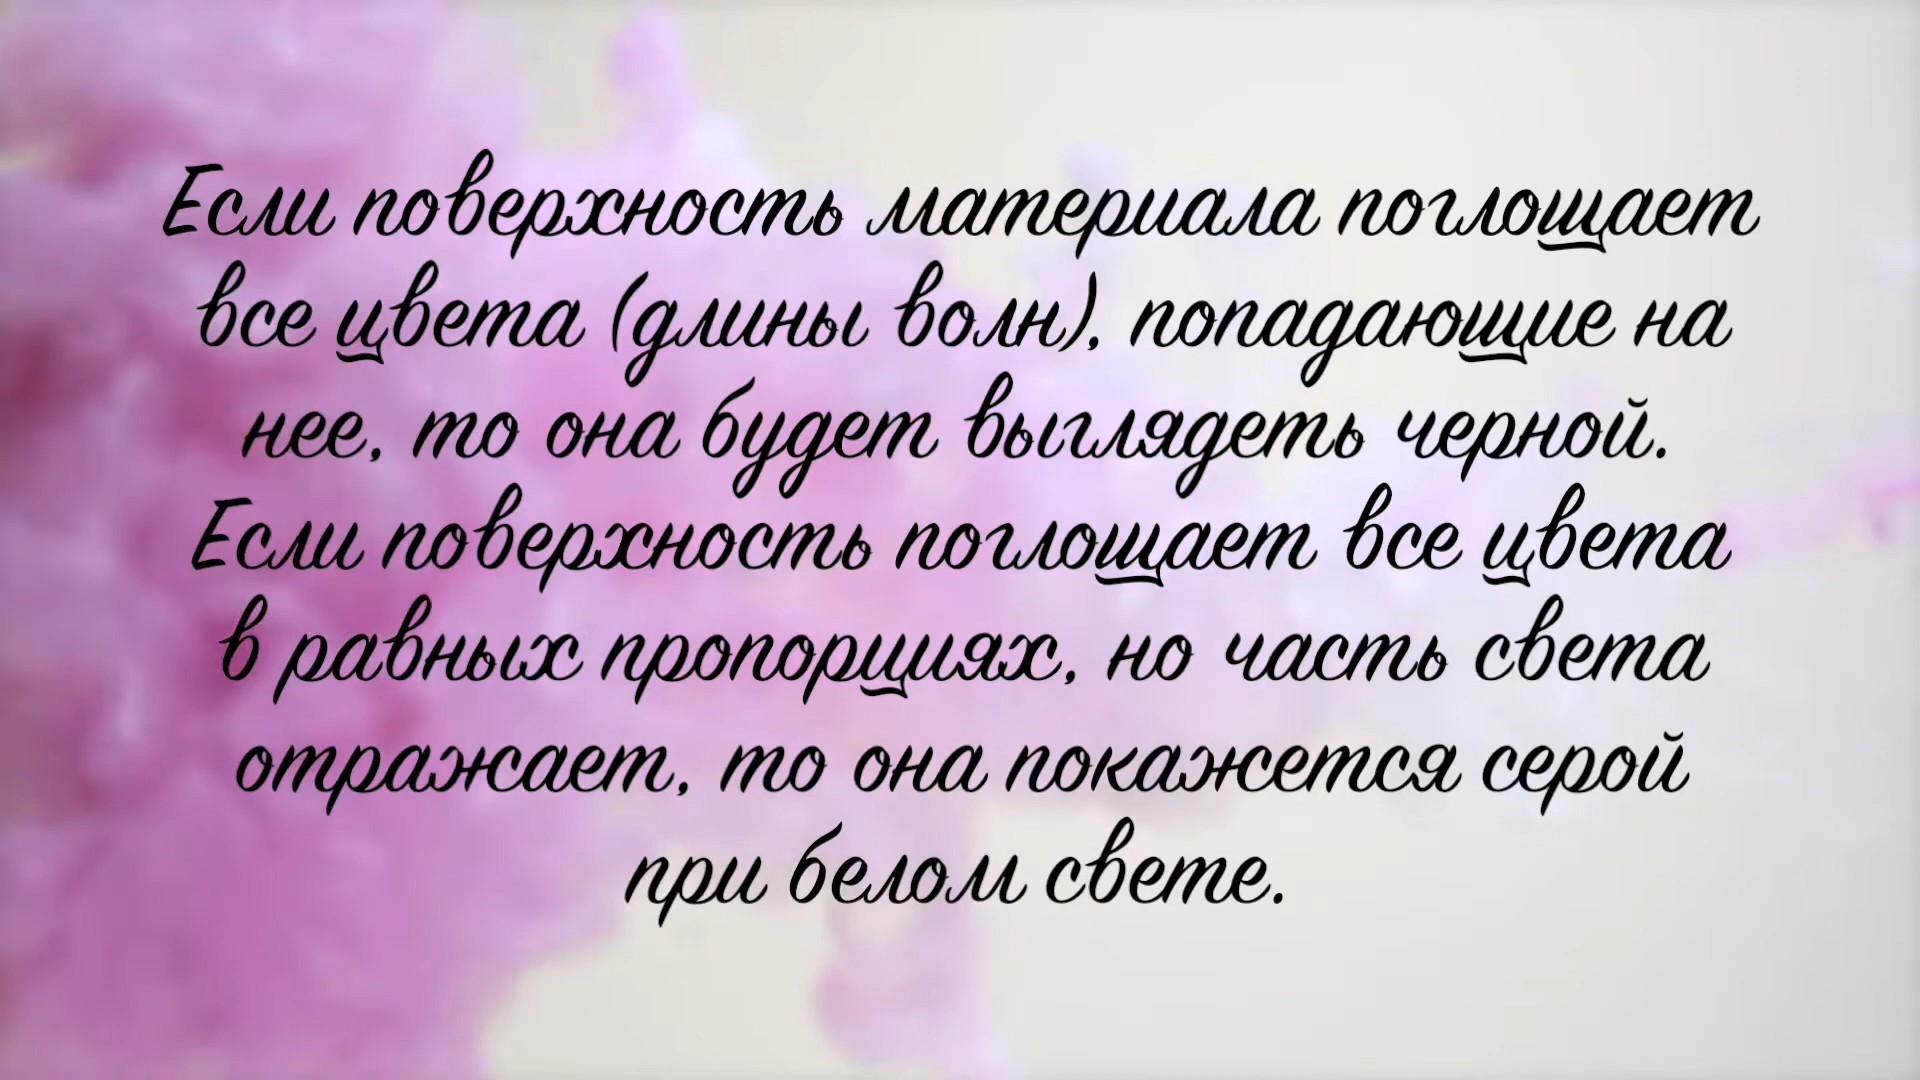 Если поверхность материала поглощает
все цвета (длины волн), попадающие на
нее, то она будет выглядеть черной.
Если поверхность поглощает все цвета
в равных пропорциях, но часть света
отражает, то она покажется серой
при белом свете.